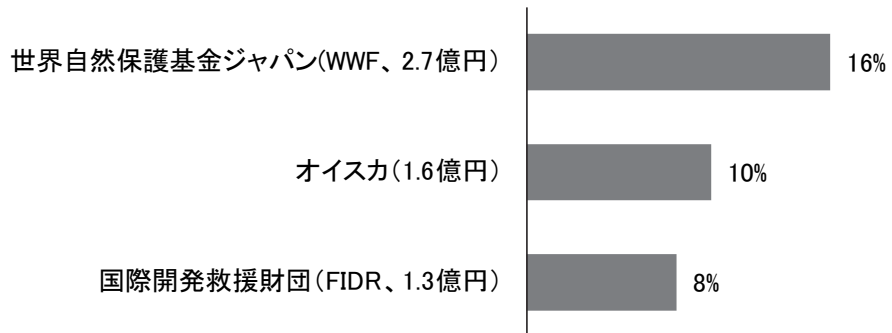 世界自然保護基金ジャパン(WWF、2.7億円） 16%
オイスカ（1.6億円） 10%
国際開発救援財団（FIDR、1.3億円） 8%